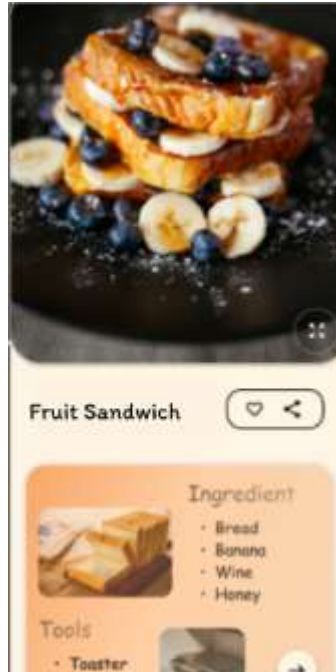 Fruit Sandwich
Ingredient
• Bread
• Banana
• Wine
• Honey
Tools
• Toaster